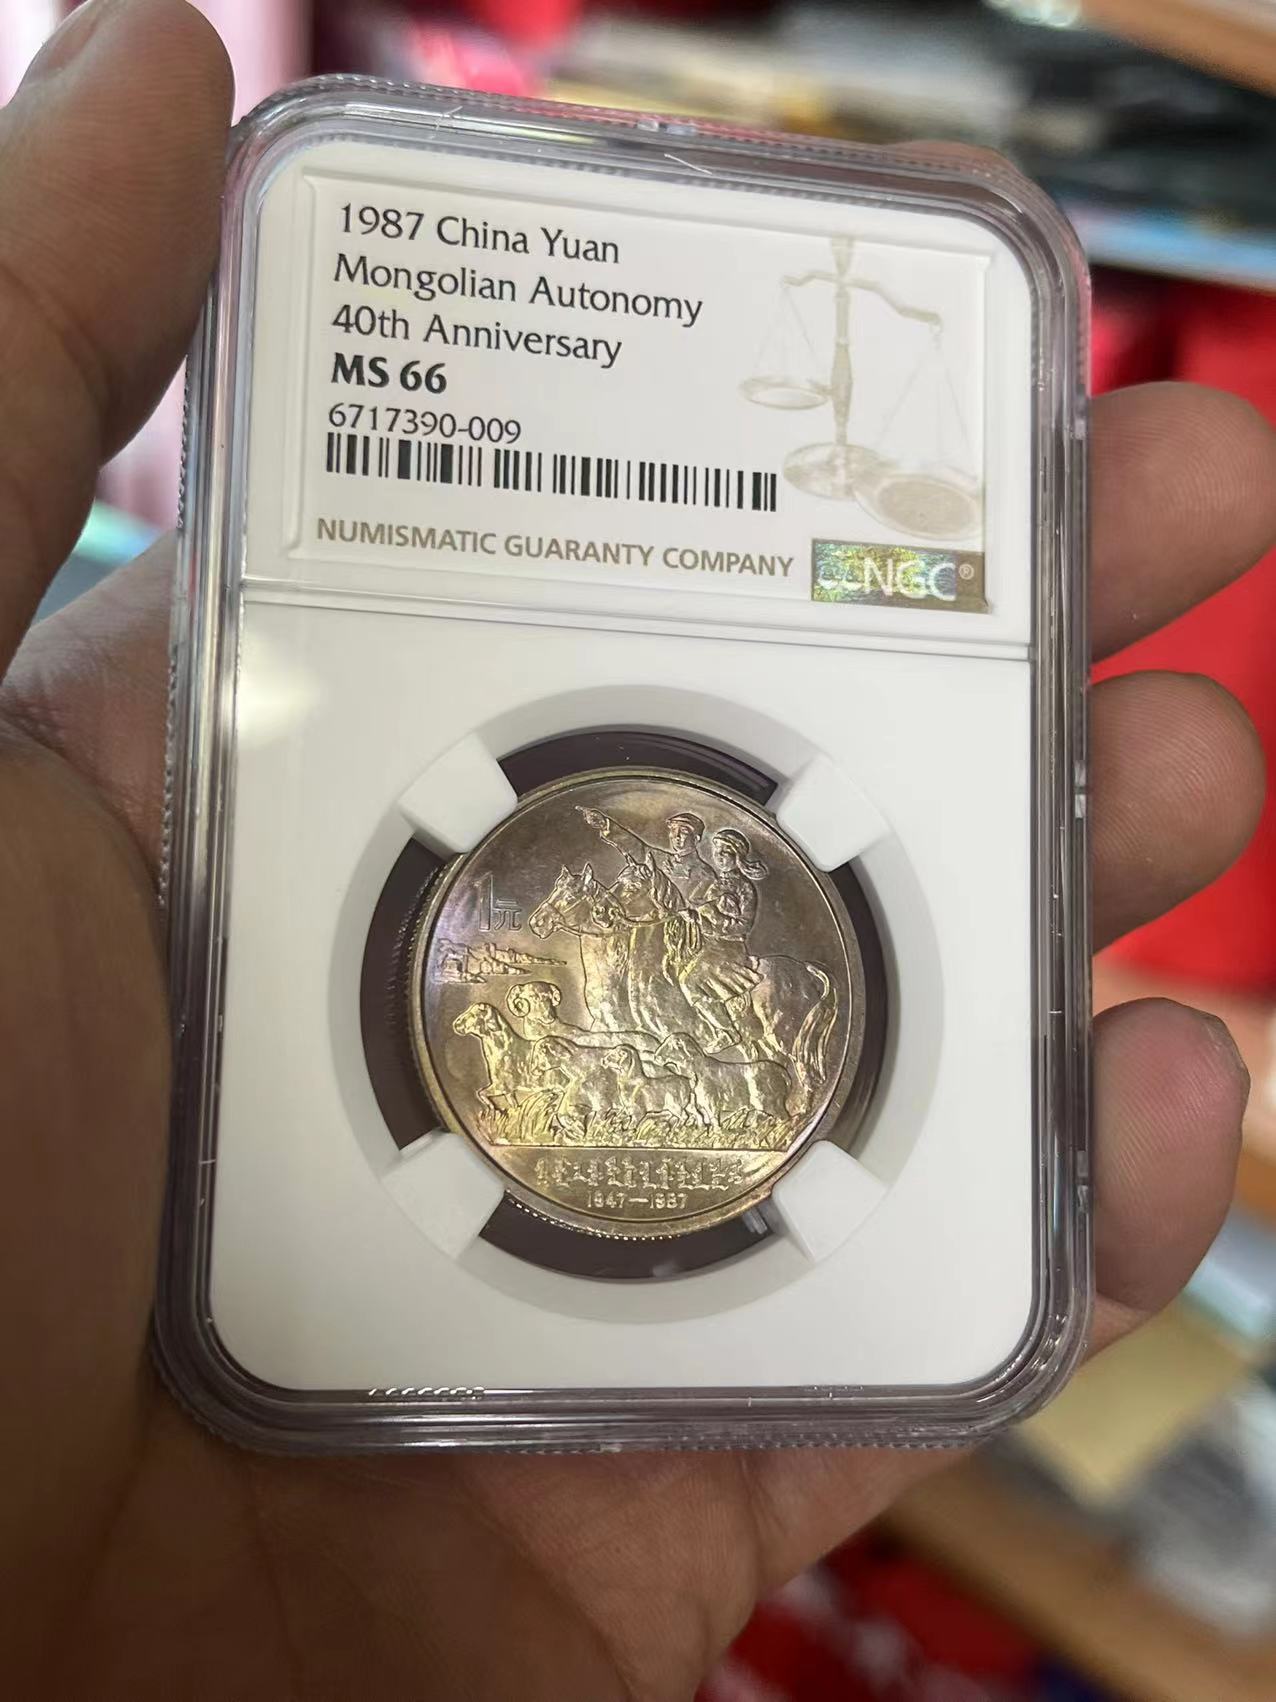 1987 China Yuan
Mongolian Autonomy
40th Anniversary
MS 66
6717390-009
NUMISMATIC GUARANTY COMPANY
NGC®
1元
1947—1987